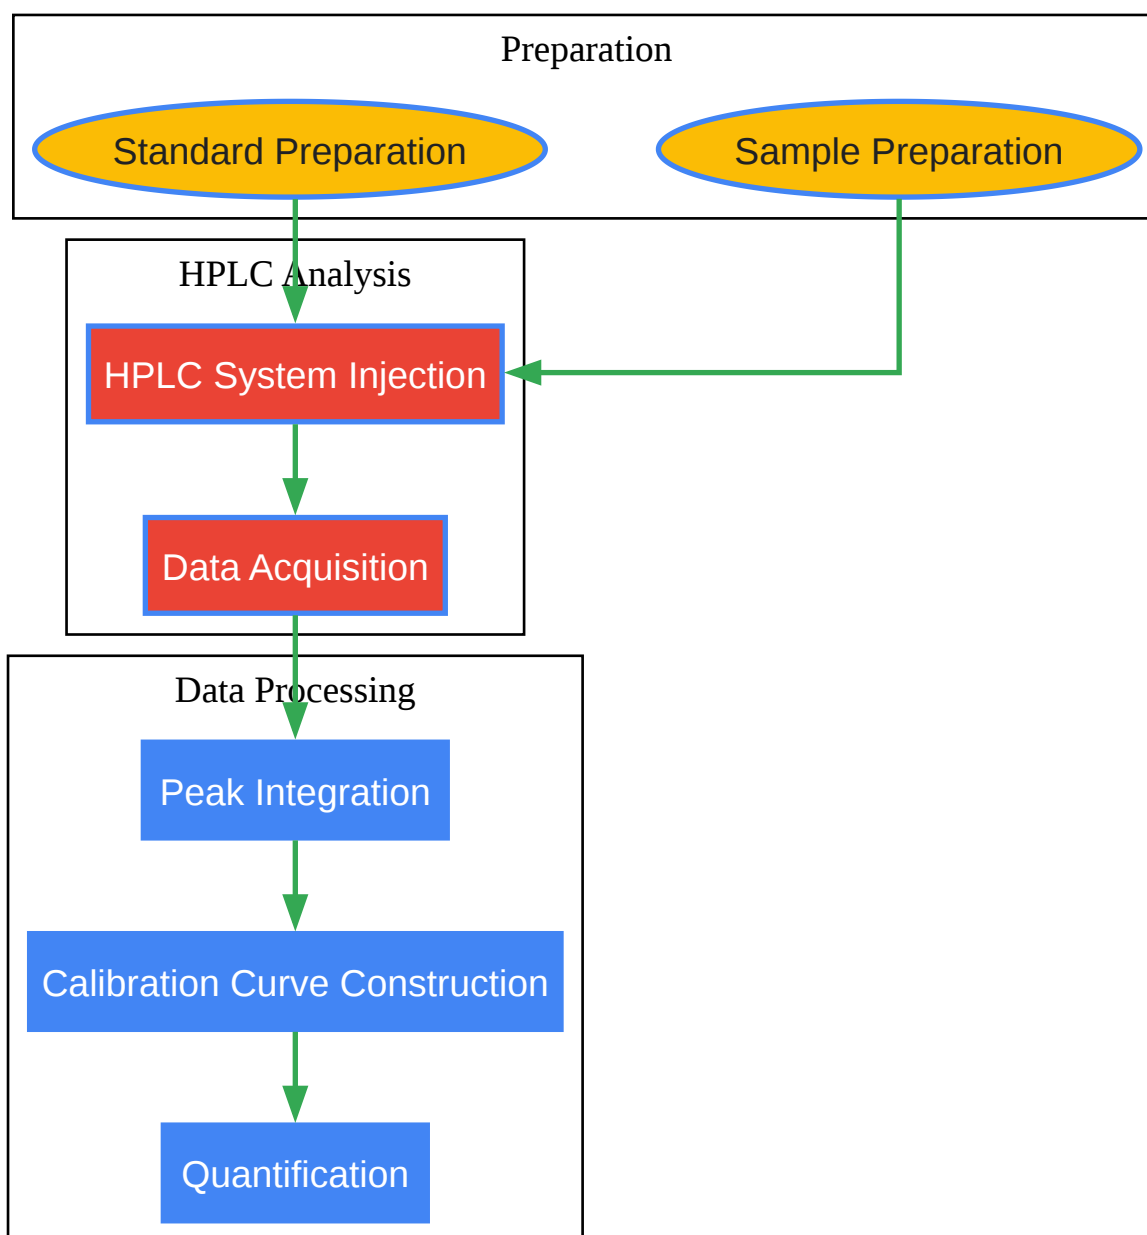 Preparation
Standard Preparation
Sample Preparation
HPLC Analysis
HPLC System Injection
Data Acquisition
Data Processing
Peak Integration
Calibration Curve Construction
Quantification